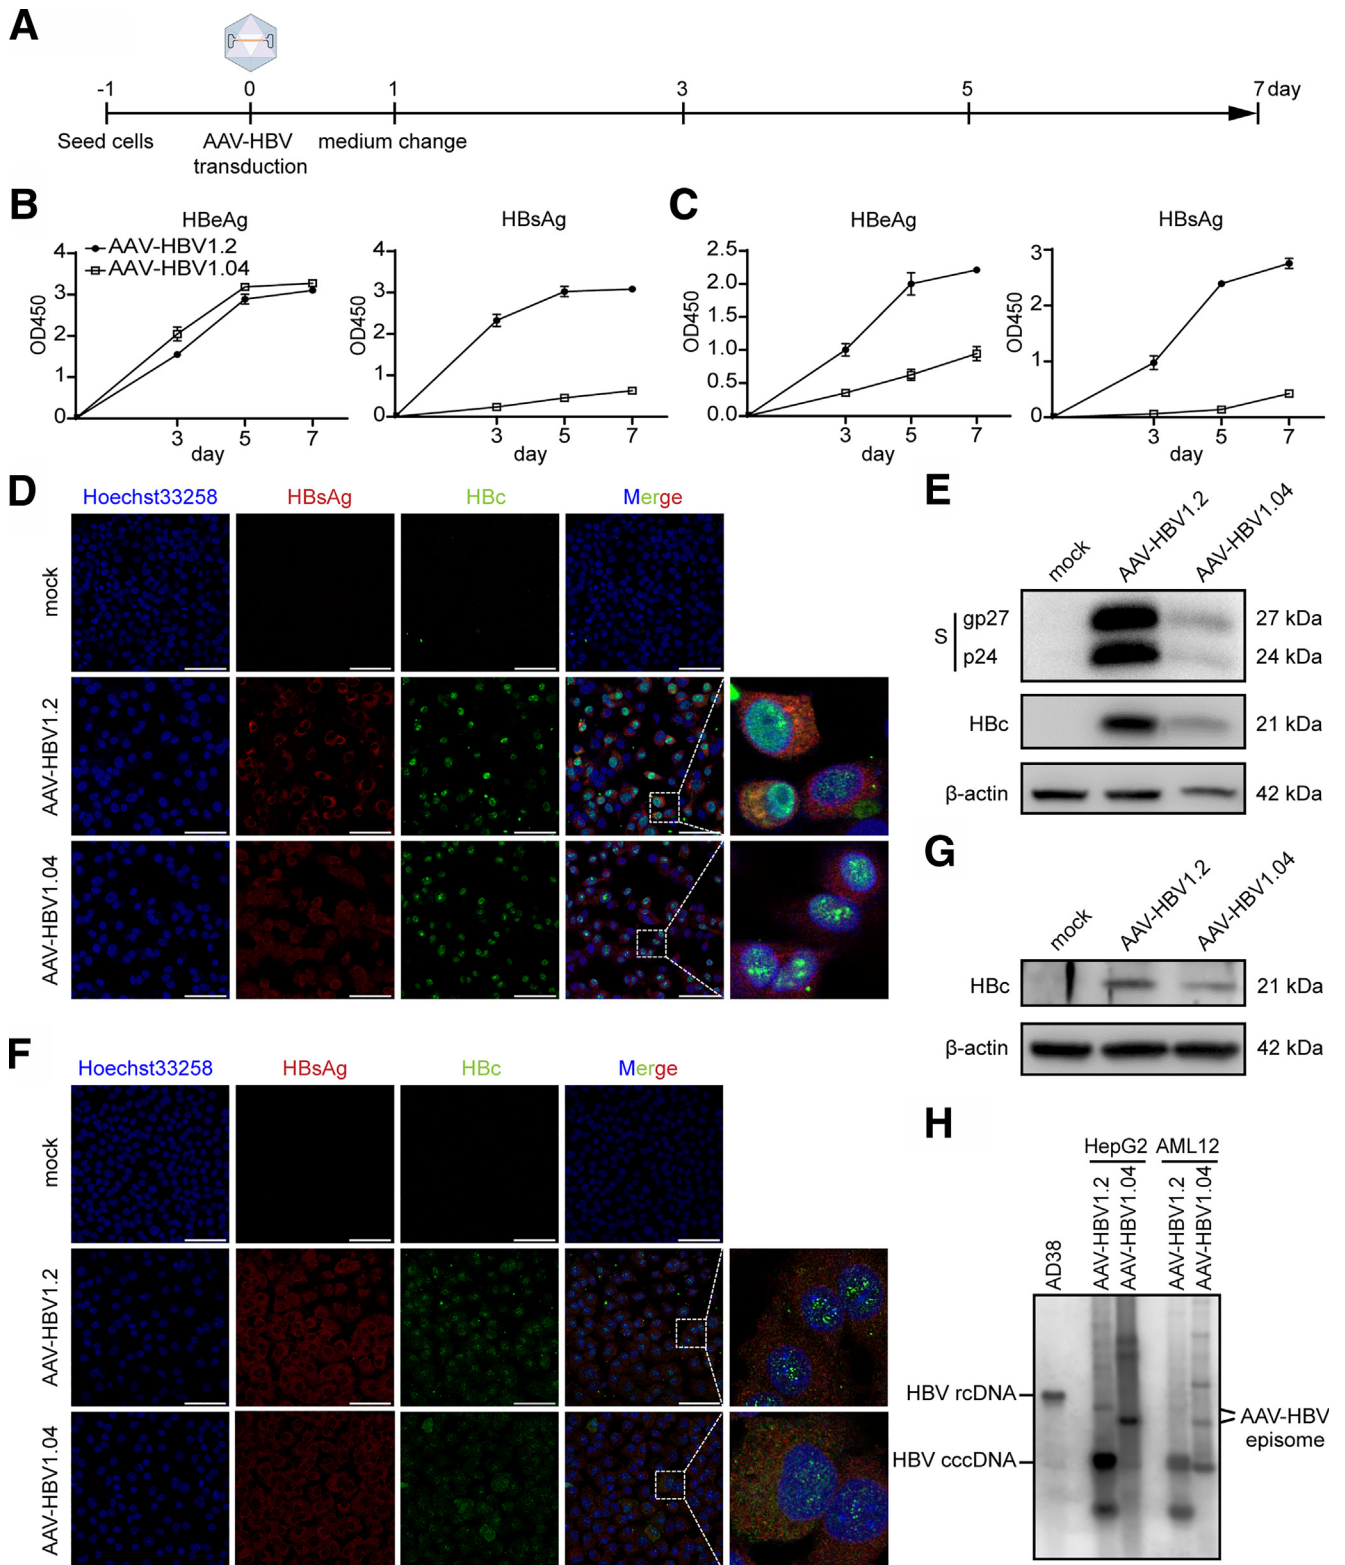 A
-1 0 1 3 5 7 day
Seed cells AAV-HBV transduction medium change
B
HBeAg
AAV-HBV1.2
AAV-HBV1.04
OD450
4
3
2
1
0
3 5 7
day
HBsAg
OD450
4
3
2
1
0
3 5 7
day
C
HBeAg
OD450
2.5
2.0
1.5
1.0
0.5
0.0
3 5 7
day
HBsAg
OD450
3
2
1
0
3 5 7
day
D
Hoechst33258 HBsAg HBc Merge
mock
AAV-HBV1.2
AAV-HBV1.04
E
mock AAV-HBV1.2 AAV-HBV1.04
S
gp27 27 kDa
p24 24 kDa
HBc 21 kDa
β-actin 42 kDa
F
Hoechst33258 HBsAg HBc Merge
mock
AAV-HBV1.2
AAV-HBV1.04
G
mock AAV-HBV1.2 AAV-HBV1.04
HBc 21 kDa
β-actin 42 kDa
H
HepG2 AML12
AD38 AAV-HBV1.2 AAV-HBV1.04 AAV-HBV1.2 AAV-HBV1.04
HBV rcDNA
HBV cccDNA
AAV-HBV
episome